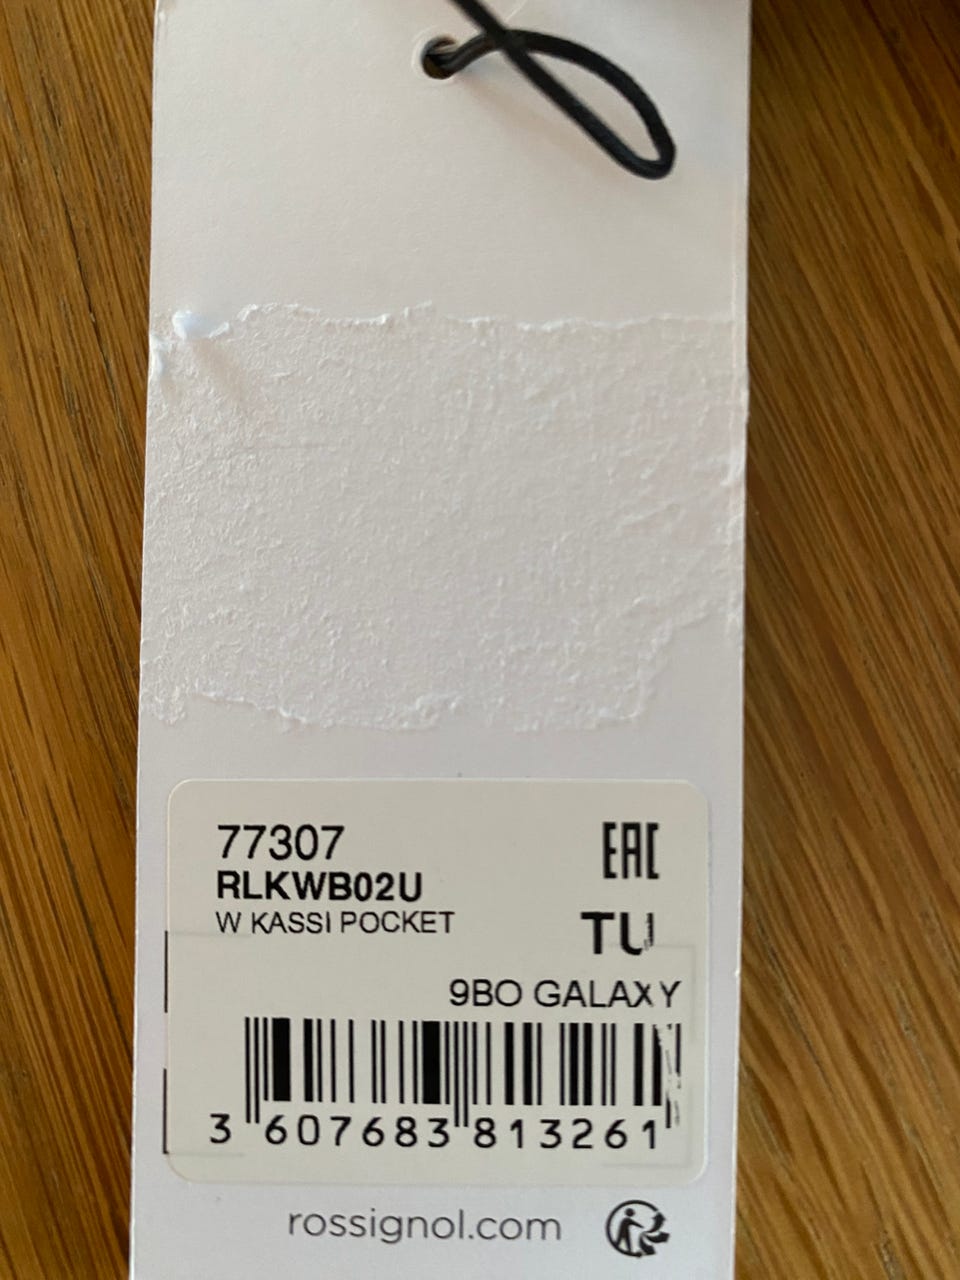 77307
EAC
RLKWB02U
W KASSI POCKET
TU
9BO GALAXY
3 607683 813261
rossignol.com